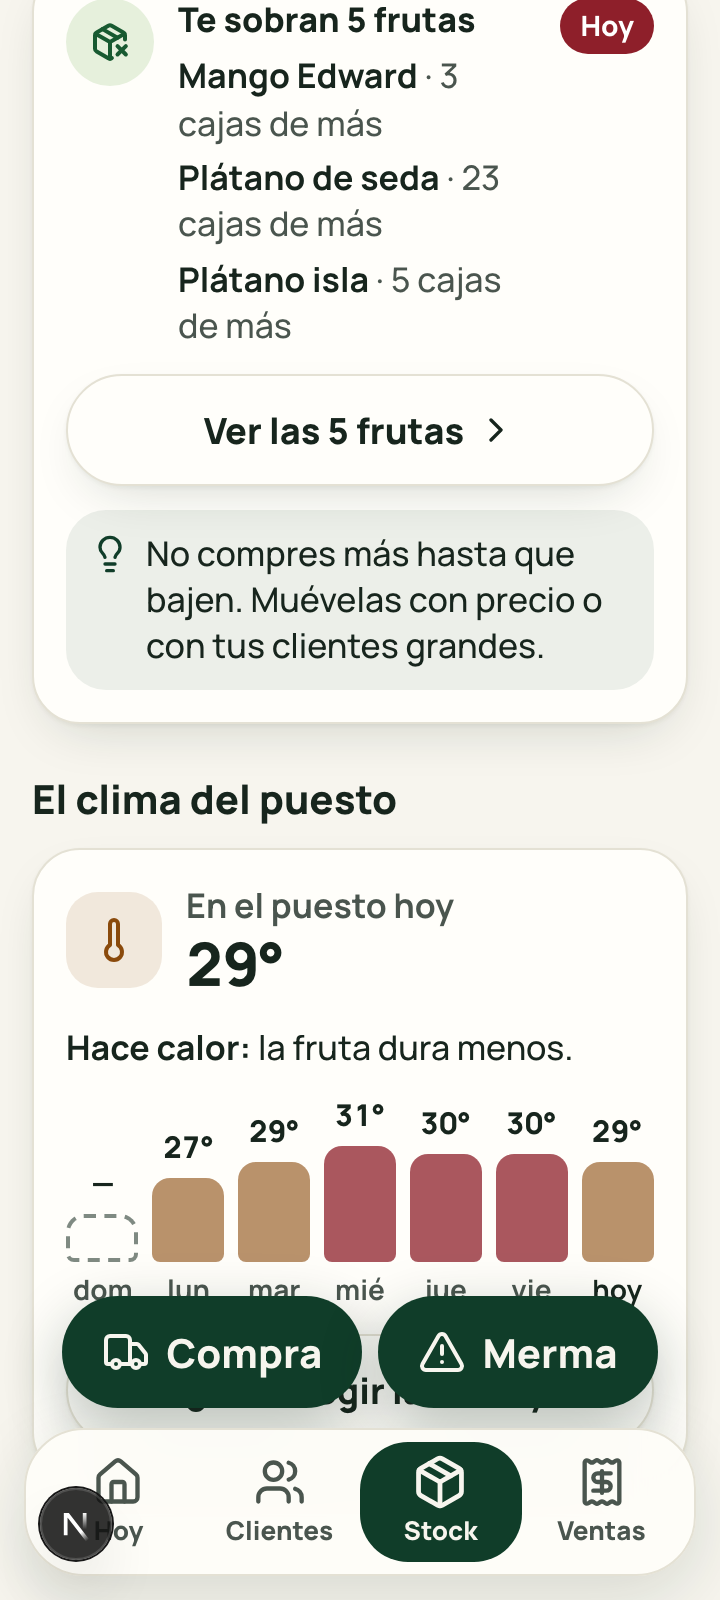 Te sobran 5 frutas
Hoy
Mango Edward · 3
cajas de más
Plátano de seda · 23
cajas de más
Plátano isla · 5 cajas
de más
Ver las 5 frutas
No compres más hasta que
bajen. Muévelas con precio o
con tus clientes grandes.
El clima del puesto
En el puesto hoy
29°
Hace calor: la fruta dura menos.
– 27° 29° 31° 30° 30° 29°
dom lun mar mié jue vie hoy
Compra
Merma
Hoy
Clientes
Stock
Ventas
N